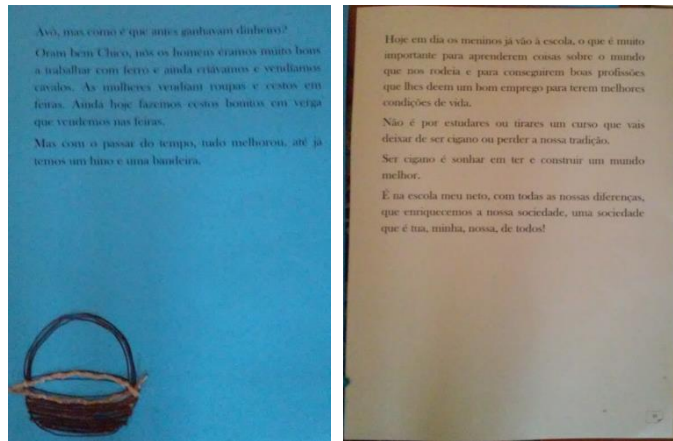 Avô, mas como é que antes ganhavam dinheiro?
Oram bem Chico, nós os homens éramos muito bons
a trabalhar com ferro e ainda criávamos e vendíamos
cavalos. As mulheres vendiam roupas e cestos em
feiras. Ainda hoje fazemos cestos bonitos em verga
que vendemos nas feiras.
Mas com o passar do tempo, tudo melhorou, até já
temos um hino e uma bandeira.
Hoje em dia os meninos já vão à escola, o que é muito
importante para aprenderem coisas sobre o mundo
que nos rodeia e para conseguirem boas profissões
que lhes deem um bom emprego para terem melhores
condições de vida.
Não é por estudares ou tirares um curso que vais
deixar de ser cigano ou perder a nossa tradição.
Ser cigano é sonhar em ter e construir um mundo
melhor.
É na escola meu neto, com todas as nossas diferenças,
que enriquecemos a nossa sociedade, uma sociedade
que é tua, minha, nossa, de todos!